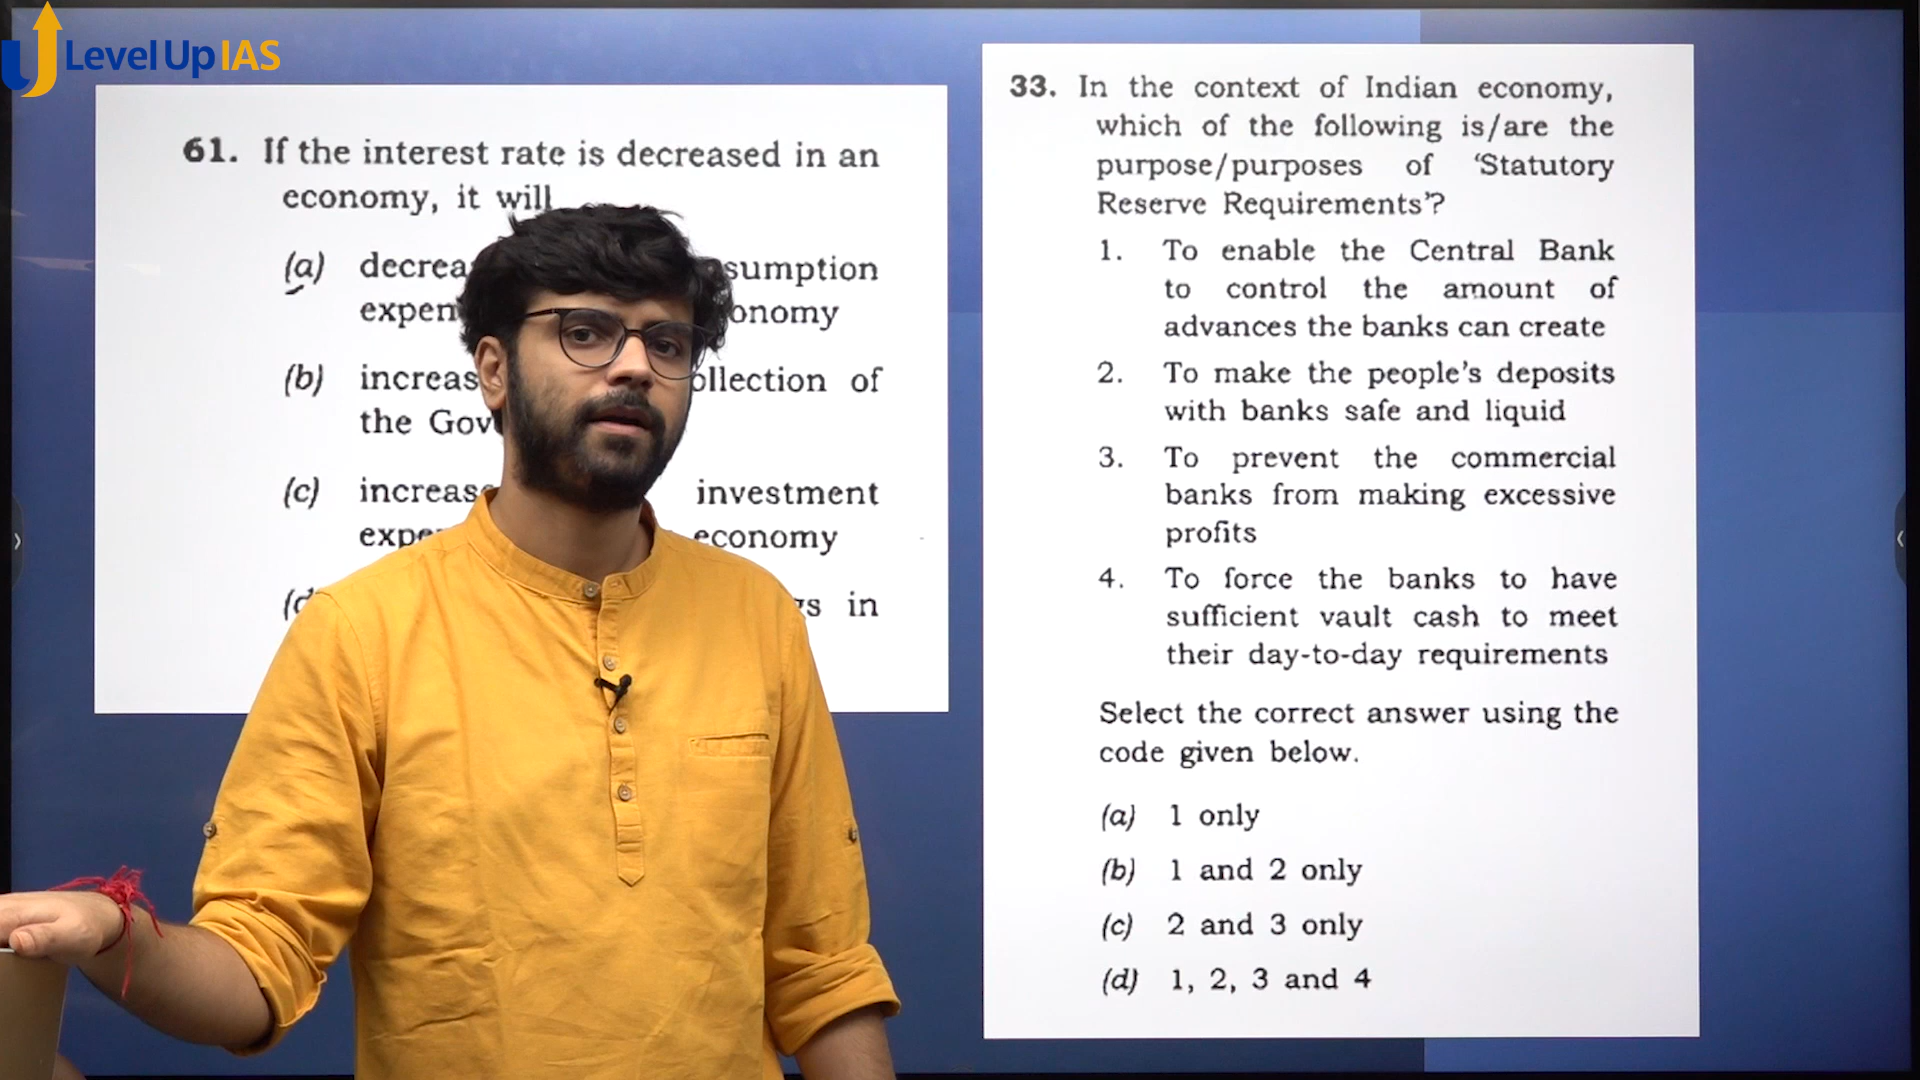 Level Up IAS
61. If the interest rate is decreased in an
economy, it will
(a) sumption
onomy
(b) ollection of
the
(c) investment
economy
in
33. In the context of Indian economy,
which of the following is/are the
purpose/purposes of 'Statutory
Reserve Requirements'?
1. To enable the Central Bank
to control the amount of
advances the banks can create
2. To make the people's deposits
with banks safe and liquid
3. To prevent the commercial
banks from making excessive
profits
4. To force the banks to have
sufficient vault cash to meet
their day-to-day requirements
Select the correct answer using the
code given below.
(a) 1 only
(b) 1 and 2 only
(c) 2 and 3 only
(d) 1, 2, 3 and 4